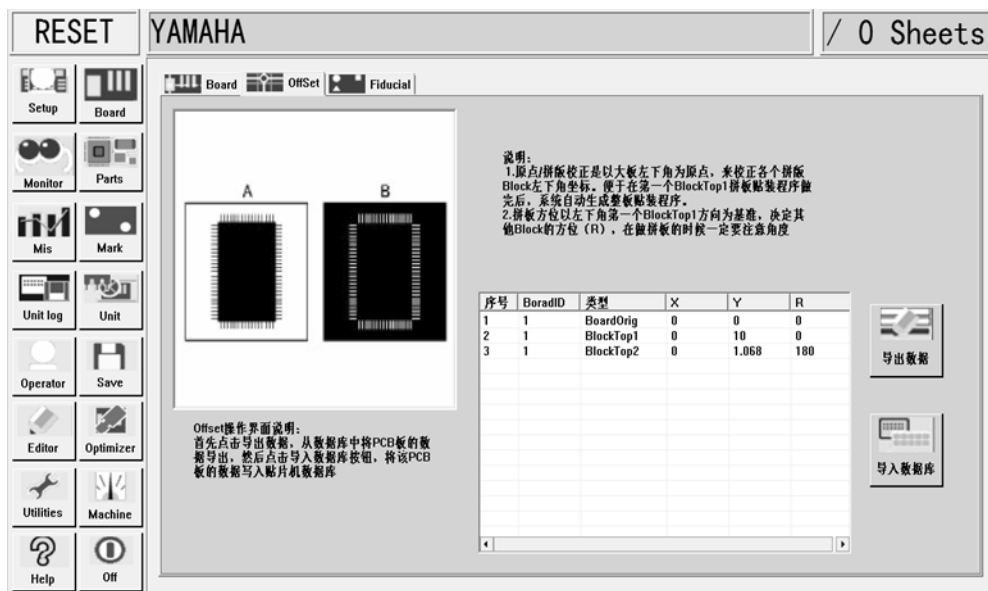 RESET
YAMAHA
/ 0 Sheets
Setup
Board
Monitor
Parts
Mis
Mark
Unit log
Unit
Operator
Save
Editor
Optimizer
Utilities
Machine
Help
Off
Board
OffSet
Fiducial
A
B
Offset操作界面说明:
首先点击导出数据，从数据库中将PCB板的数
据导出，然后点击导入数据库按钮，将该PCB
板的数据写入贴片机数据库
说明:
1.原点/拼版校正是以大板左下角为原点，来校正各个拼版
Block左下角坐标。便于在第一个BlockTop1拼板贴装程序做
完后，系统自动生成整板贴装程序。
2.拼板方位以左下角第一个BlockTop1方向为基准，决定其
他Block的方位（R），在做拼板的时候一定要注意角度
序号 BoradID 类型 X Y R
1 1 BoardOrig 0 0 0
2 1 BlockTop1 0 10 0
3 1 BlockTop2 0 1.068 180
导出数据
导入数据库